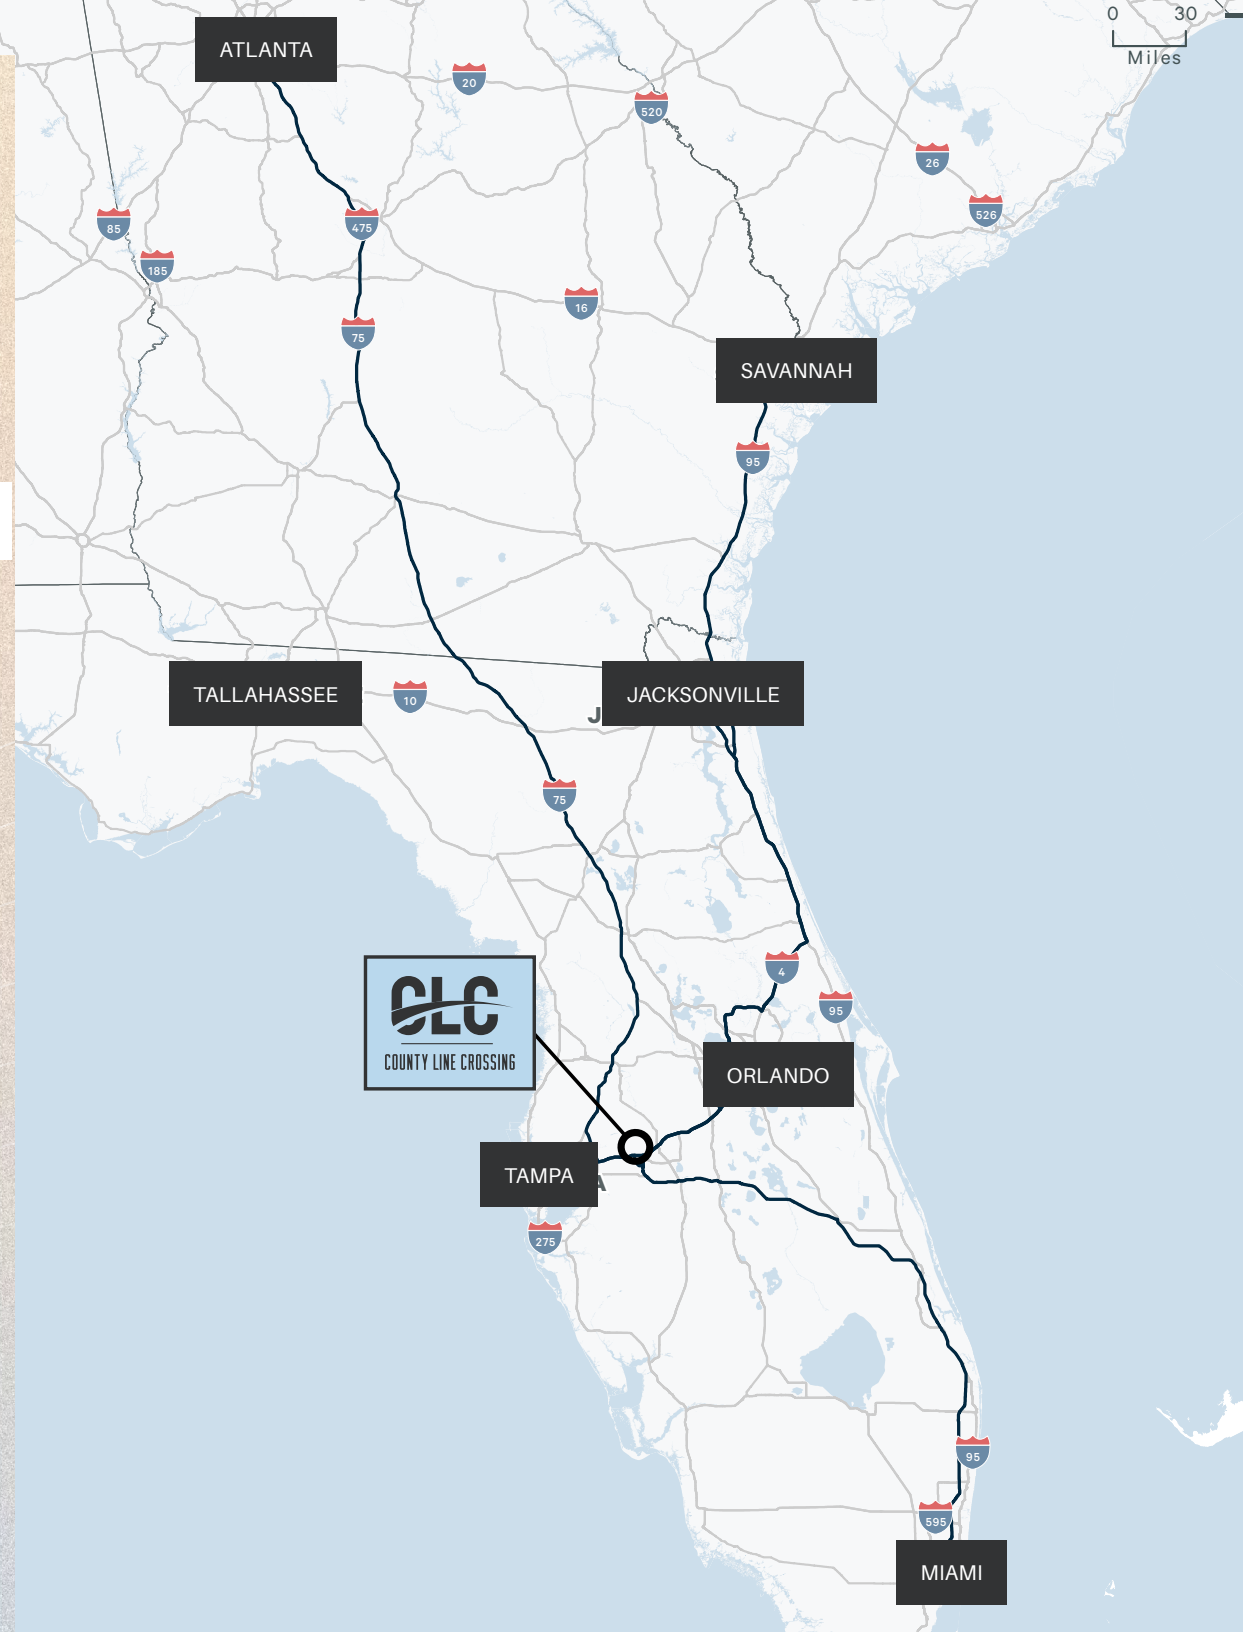 0 30
Miles
ATLANTA
20
520
26
526
85
475
185
16
75
SAVANNAH
95
TALLAHASSEE
10
J
JACKSONVILLE
75
4
95
CLC
COUNTY LINE CROSSING
ORLANDO
TAMPA
A
275
95
595
MIAMI